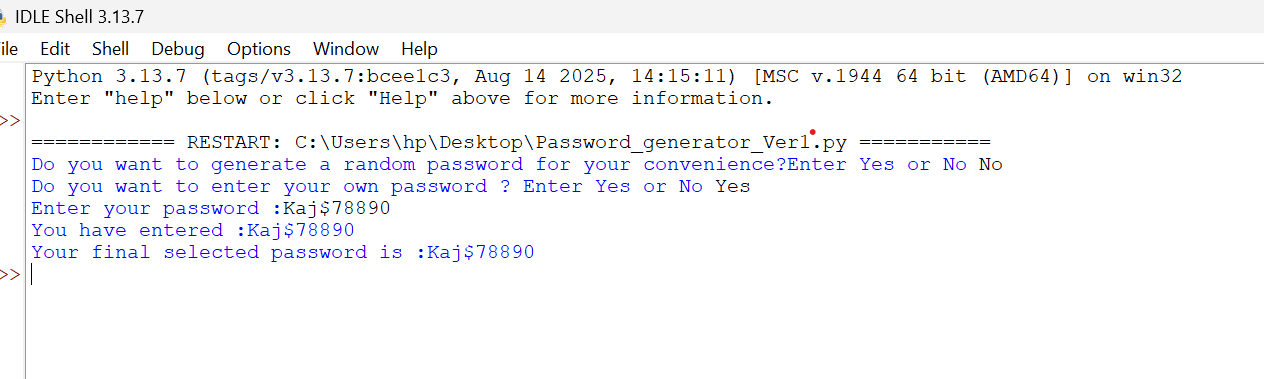 IDLE Shell 3.13.7
ile Edit Shell Debug Options Window Help
Python 3.13.7 (tags/v3.13.7:bcee1c3, Aug 14 2025, 14:15:11) [MSC v.1944 64 bit (AMD64)] on win32
Enter "help" below or click "Help" above for more information.
>>
============ RESTART: C:\Users\hp\Desktop\Password_generator_Ver1.py ===========
Do you want to generate a random password for your convenience?Enter Yes or No No
Do you want to enter your own password ? Enter Yes or No Yes
Enter your password :Kaj$78890
You have entered :Kaj$78890
Your final selected password is :Kaj$78890
>>